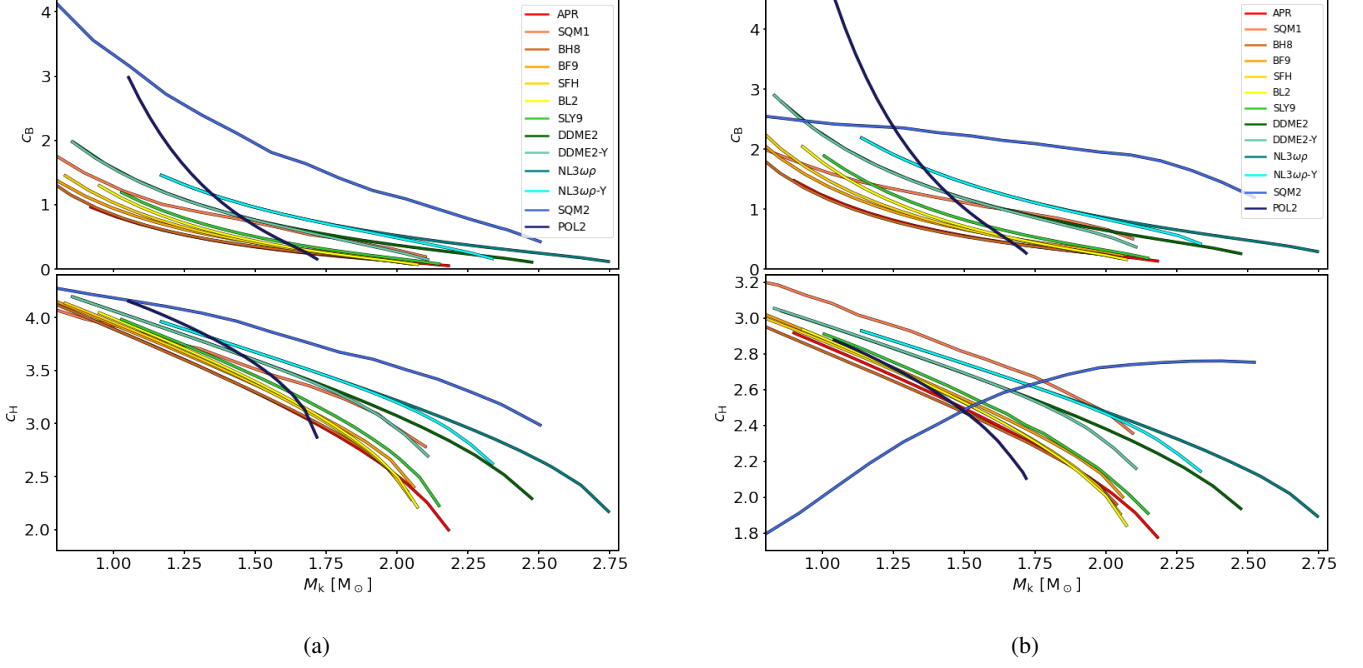 4
3
2
1
0
c_B
APR
SQM1
BH8
BF9
SFH
BL2
SLY9
DDME2
DDME2-Y
NL3ωρ
NL3ωρ-Y
SQM2
POL2
4.0
3.5
3.0
2.5
2.0
c_H
1.00 1.25 1.50 1.75 2.00 2.25 2.50 2.75
M_k [M_⊙]
(a)
4
3
2
1
0
c_B
APR
SQM1
BH8
BF9
SFH
BL2
SLY9
DDME2
DDME2-Y
NL3ωρ
NL3ωρ-Y
SQM2
POL2
3.2
3.0
2.8
2.6
2.4
2.2
2.0
1.8
c_H
1.00 1.25 1.50 1.75 2.00 2.25 2.50 2.75
M_k [M_⊙]
(b)